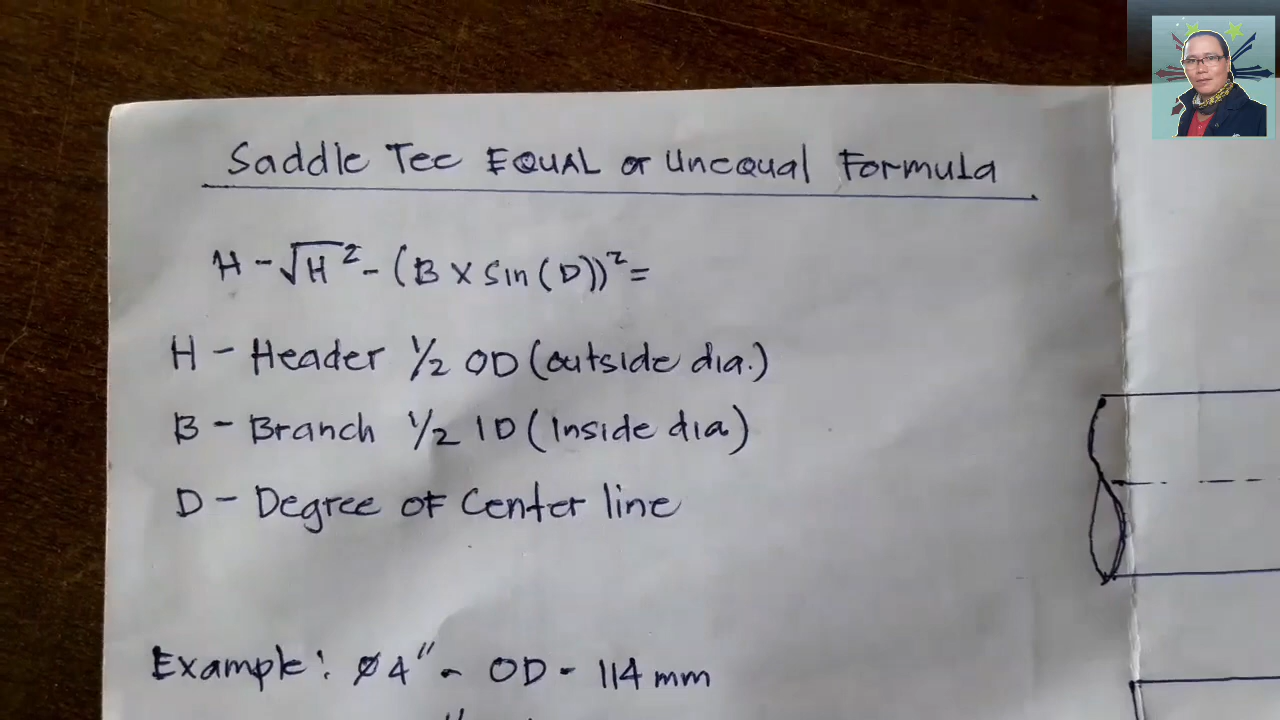 Saddle Tee EQUAL or Unequal Formula
H - √H² - (B X Sin (D))² =
H - Header 1/2 OD (outside dia.)
B - Branch 1/2 ID (Inside dia)
D - Degree of Center line
Example: Ø4" - OD - 114 mm